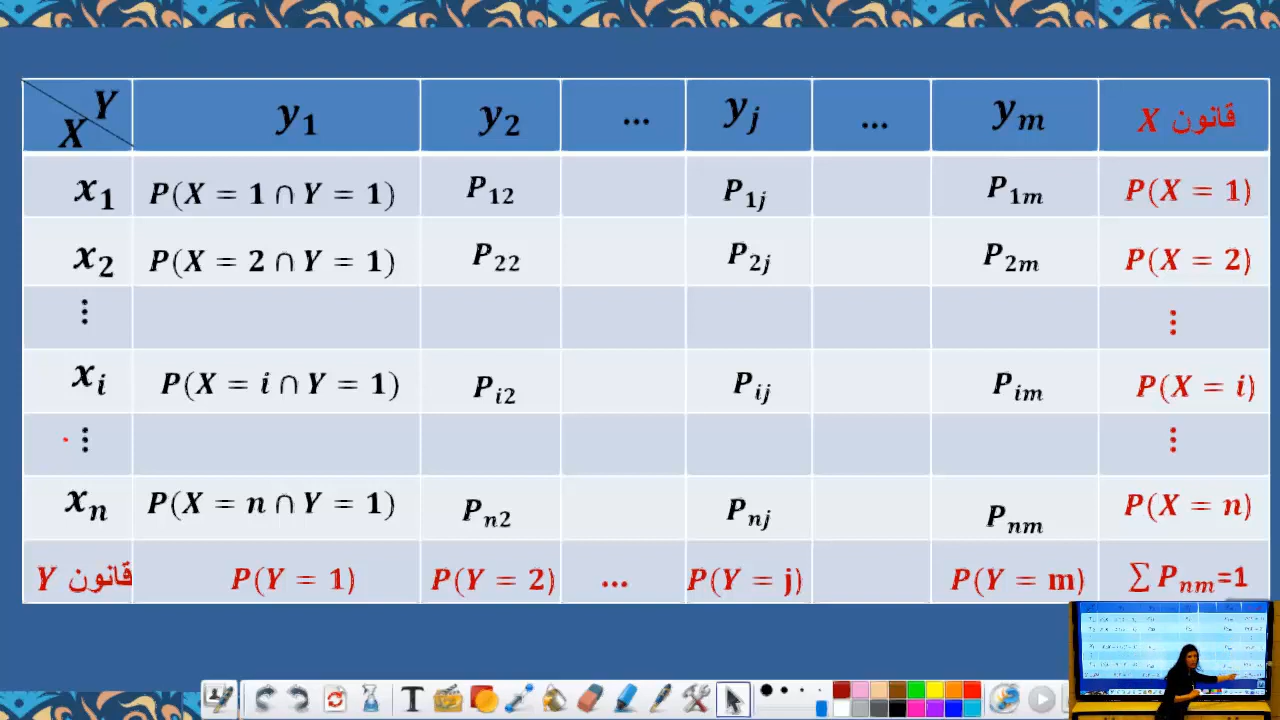 Y
X y₁ y₂ ... yⱼ ... yₘ قانون X
x₁ P(X = 1 ∩ Y = 1) P₁₂ P₁ⱼ P₁ₘ P(X = 1)
x₂ P(X = 2 ∩ Y = 1) P₂₂ P₂ⱼ P₂ₘ P(X = 2)
⋮ ⋮
xᵢ P(X = i ∩ Y = 1) Pᵢ₂ Pᵢⱼ Pᵢₘ P(X = i)
⋮ ⋮
xₙ P(X = n ∩ Y = 1) Pₙ₂ Pₙⱼ Pₙₘ P(X = n)
قانون Y P(Y = 1) P(Y = 2) ... P(Y = j) P(Y = m) ∑ Pₙₘ=1
T